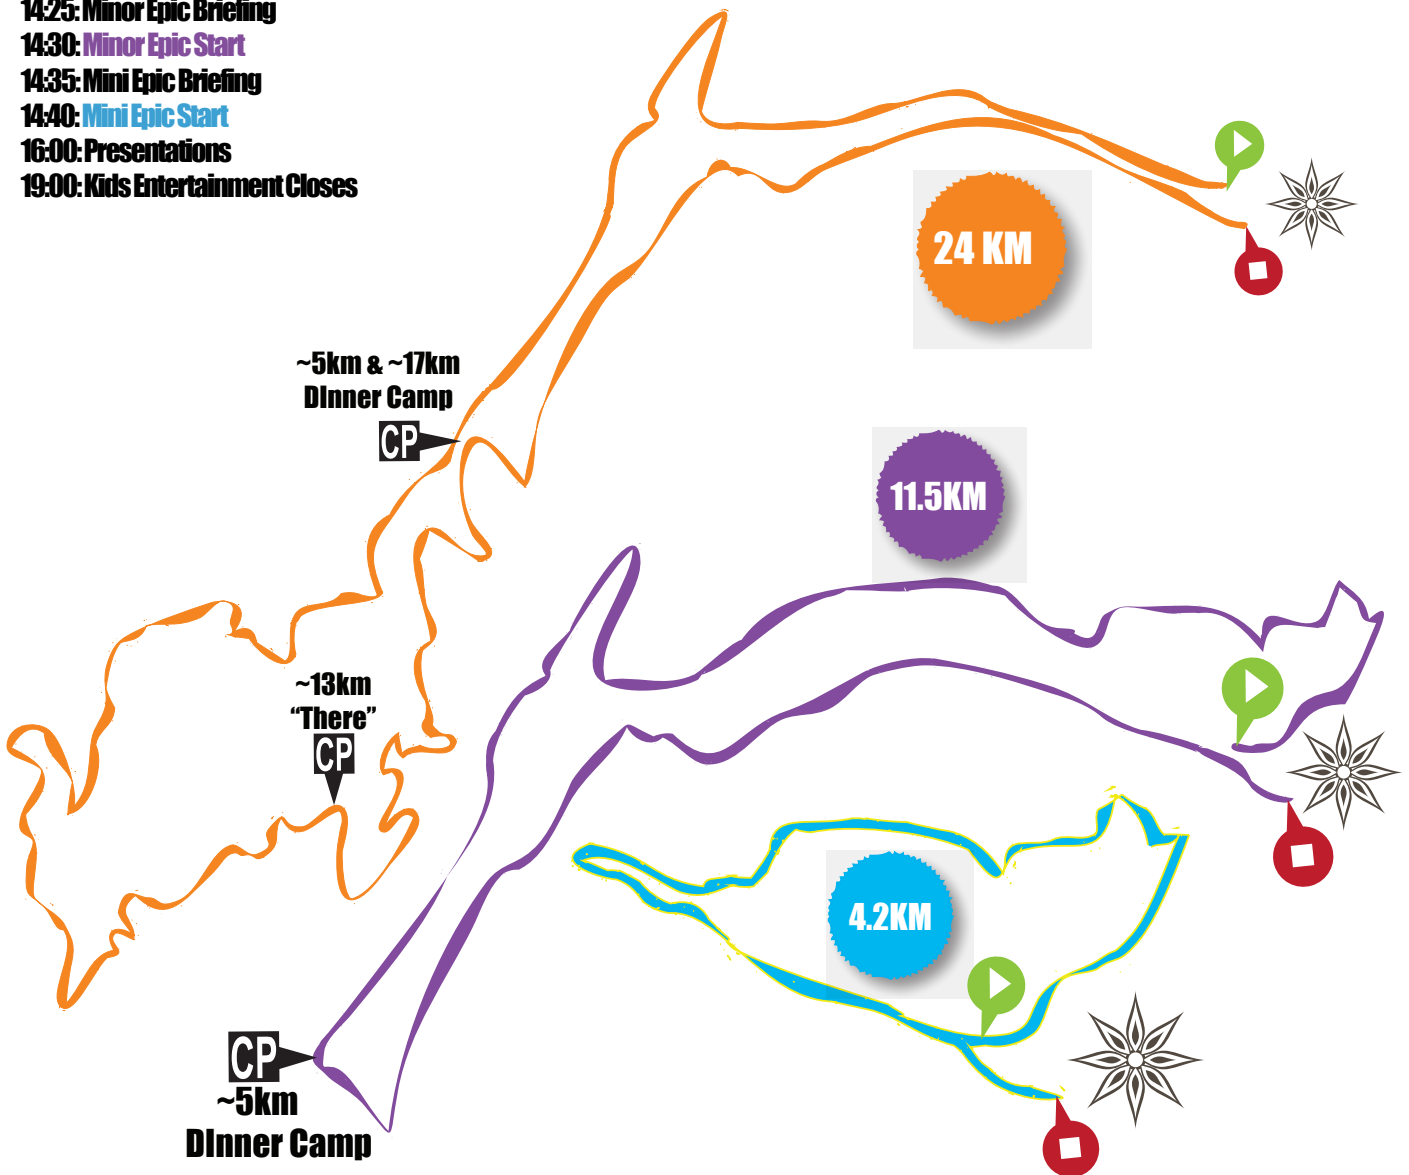 14:25: Minor Epic Briefing
14:30: Minor Epic Start
14:35: Mini Epic Briefing
14:40: Mini Epic Start
16:00: Presentations
19:00: Kids Entertainment Closes
24 KM
~5km & ~17km
DInner Camp
CP
11.5KM
~13km
“There”
CP
4.2KM
CP
~5km
DInner Camp